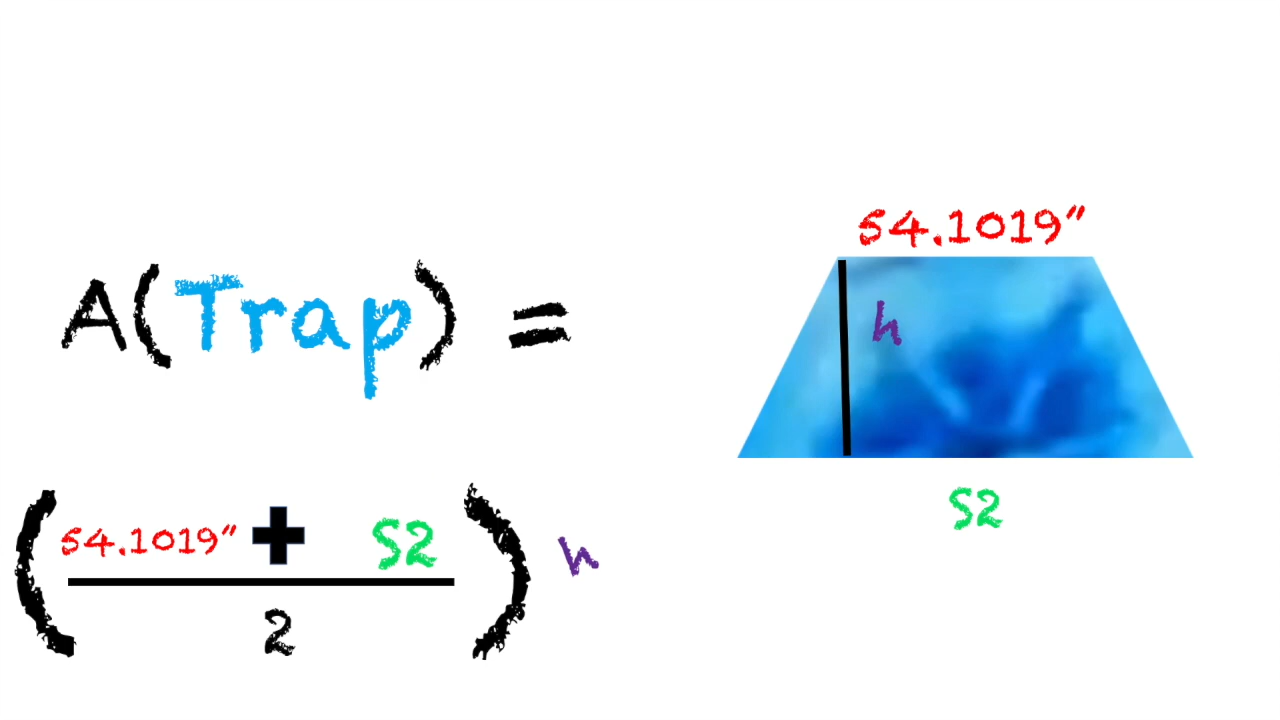 54.1019”
A(Trap) =
h
(54.1019” + S2) h
2
S2